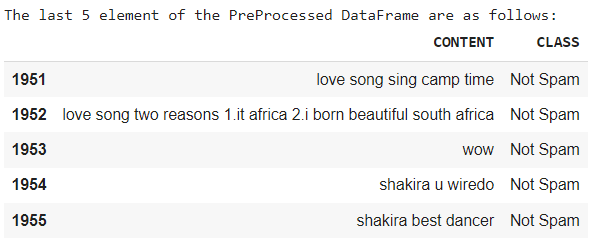 The last 5 element of the PreProcessed DataFrame are as follows:
CONTENT CLASS
1951 love song sing camp time Not Spam
1952 love song two reasons 1.it africa 2.i born beautiful south africa Not Spam
1953 wow Not Spam
1954 shakira u wiredo Not Spam
1955 shakira best dancer Not Spam